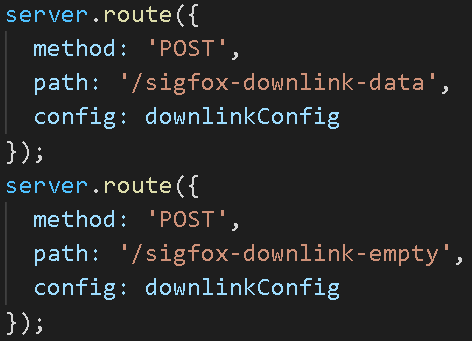 server.route({
  method: 'POST',
  path: '/sigfox-downlink-data',
  config: downlinkConfig
});
server.route({
  method: 'POST',
  path: '/sigfox-downlink-empty',
  config: downlinkConfig
});